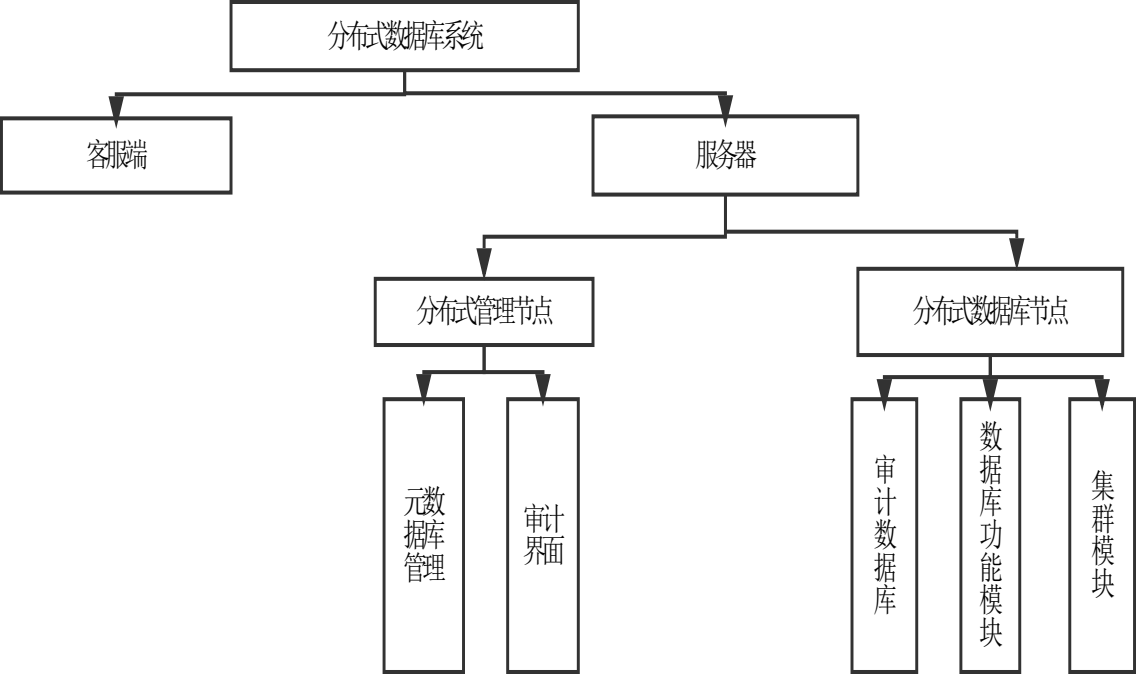 分布式数据库系统
客服端
服务器
分布式管理节点
分布式数据库节点
元数
据库
管理
审计
界面
审计数据库
数据库功能模块
集群模块